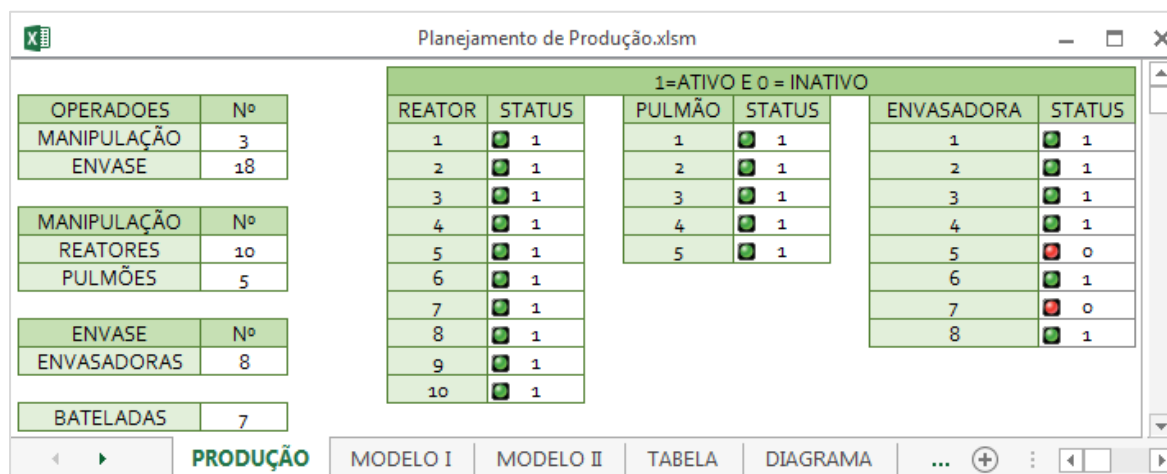 Planejamento de Produção.xlsm
1=ATIVO E 0 = INATIVO
OPERADOES Nº REATOR STATUS PULMÃO STATUS ENVASADORA STATUS
MANIPULAÇÃO 3 1 1 1 1 1 1
ENVASE 18 2 1 2 1 2 1
3 1 3 1 3 1
MANIPULAÇÃO Nº 4 1 4 1 4 1
REATORES 10 5 1 5 1 5 0
PULMÕES 5 6 1 6 1
7 1 7 0
ENVASE Nº 8 1 8 1
ENVASADORAS 8 9 1
10 1
BATELADAS 7
PRODUÇÃO MODELO I MODELO II TABELA DIAGRAMA ...